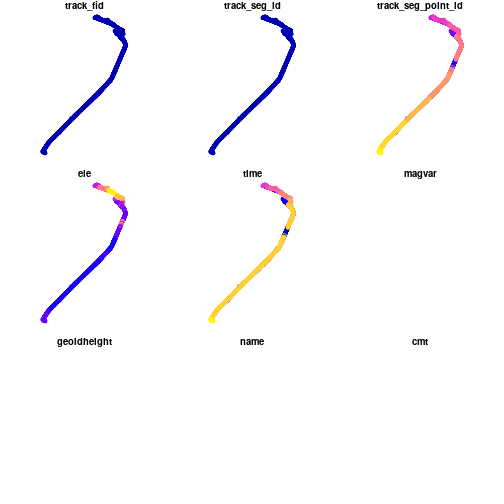 track_fid track_seg_id track_seg_point_id
ele time magvar
geoidheight name cmt